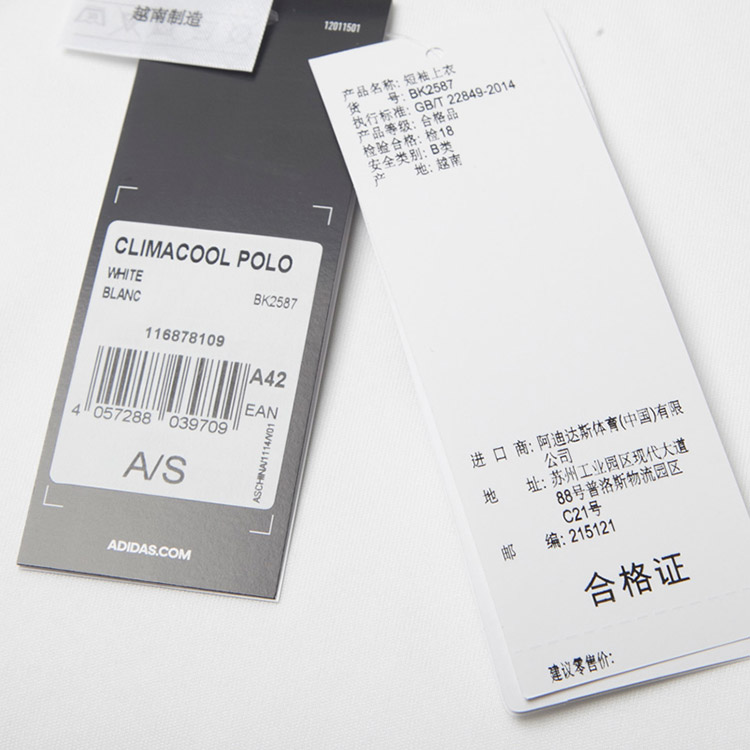 越南制造
12011501
CLIMACOOL POLO
WHITE
BLANC
BK2587
116878109
A42
4 057288 039709
EAN
A/S
ASCHINA/1114/V01
ADIDAS.COM
产品名称: 短袖上衣
货 号: BK2587
执行标准: GB/T 22849-2014
产品等级: 合格品
检验合格: 检18
安全类别: B类
产 地: 越南
进 口 商: 阿迪达斯体育(中国)有限
公司
地 址: 苏州工业园区现代大道
88号普洛斯物流园区
C21号
邮 编: 215121
合格证
建议零售价: